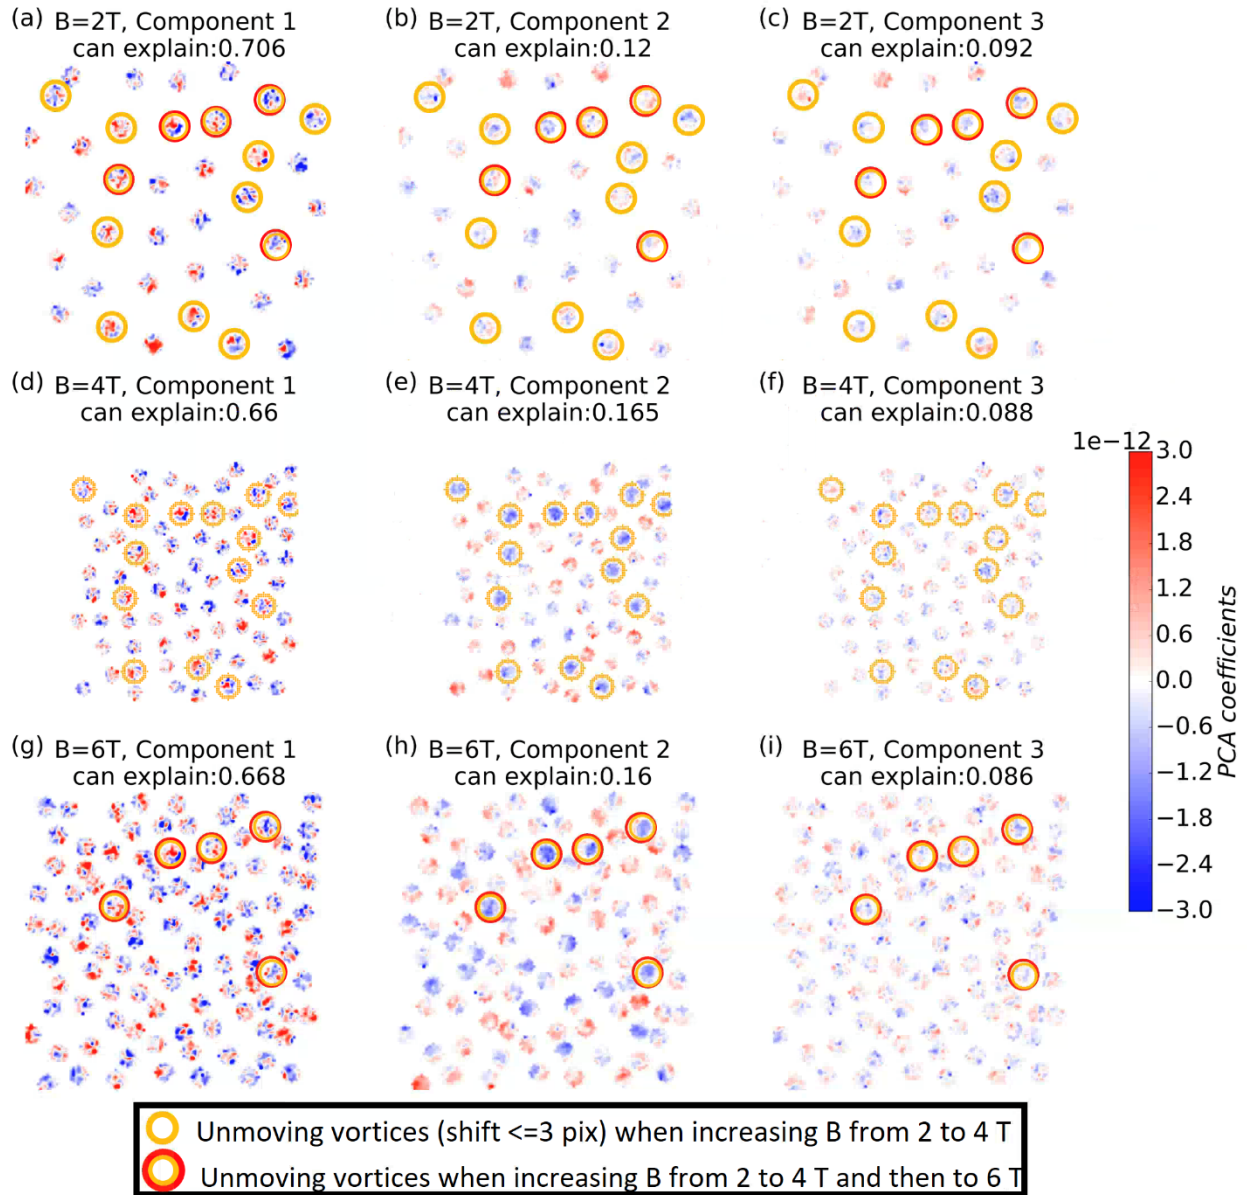 (a) B=2T, Component 1
can explain:0.706
(b) B=2T, Component 2
can explain:0.12
(c) B=2T, Component 3
can explain:0.092
(d) B=4T, Component 1
can explain:0.66
(e) B=4T, Component 2
can explain:0.165
(f) B=4T, Component 3
can explain:0.088
1e−12
3.0
2.4
1.8
1.2
0.6
0.0
−0.6
−1.2
−1.8
−2.4
−3.0
PCA coefficients
(g) B=6T, Component 1
can explain:0.668
(h) B=6T, Component 2
can explain:0.16
(i) B=6T, Component 3
can explain:0.086
Unmoving vortices (shift <=3 pix) when increasing B from 2 to 4 T
Unmoving vortices when increasing B from 2 to 4 T and then to 6 T